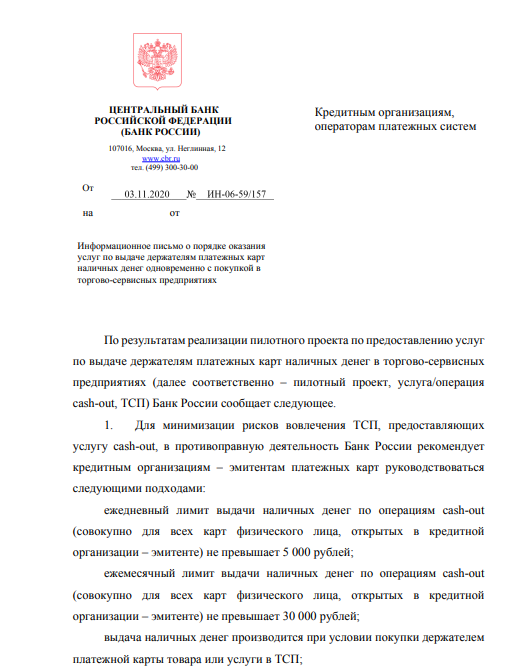 ЦЕНТРАЛЬНЫЙ БАНК
РОССИЙСКОЙ ФЕДЕРАЦИИ
(БАНК РОССИИ)
107016, Москва, ул. Неглинная, 12
www.cbr.ru
тел. (499) 300-30-00
Кредитным организациям,
операторам платежных систем
От 03.11.2020 № ИН-06-59/157
на от
Информационное письмо о порядке оказания
услуг по выдаче держателям платежных карт
наличных денег одновременно с покупкой в
торгово-сервисных предприятиях
По результатам реализации пилотного проекта по предоставлению услуг
по выдаче держателям платежных карт наличных денег в торгово-сервисных
предприятиях (далее соответственно – пилотный проект, услуга/операция
cash-out, ТСП) Банк России сообщает следующее.
1. Для минимизации рисков вовлечения ТСП, предоставляющих
услугу cash-out, в противоправную деятельность Банк России рекомендует
кредитным организациям – эмитентам платежных карт руководствоваться
следующими подходами:
ежедневный лимит выдачи наличных денег по операциям cash-out
(совокупно для всех карт физического лица, открытых в кредитной
организации – эмитенте) не превышает 5 000 рублей;
ежемесячный лимит выдачи наличных денег по операциям cash-out
(совокупно для всех карт физического лица, открытых в кредитной
организации – эмитенте) не превышает 30 000 рублей;
выдача наличных денег производится при условии покупки держателем
платежной карты товара или услуги в ТСП;